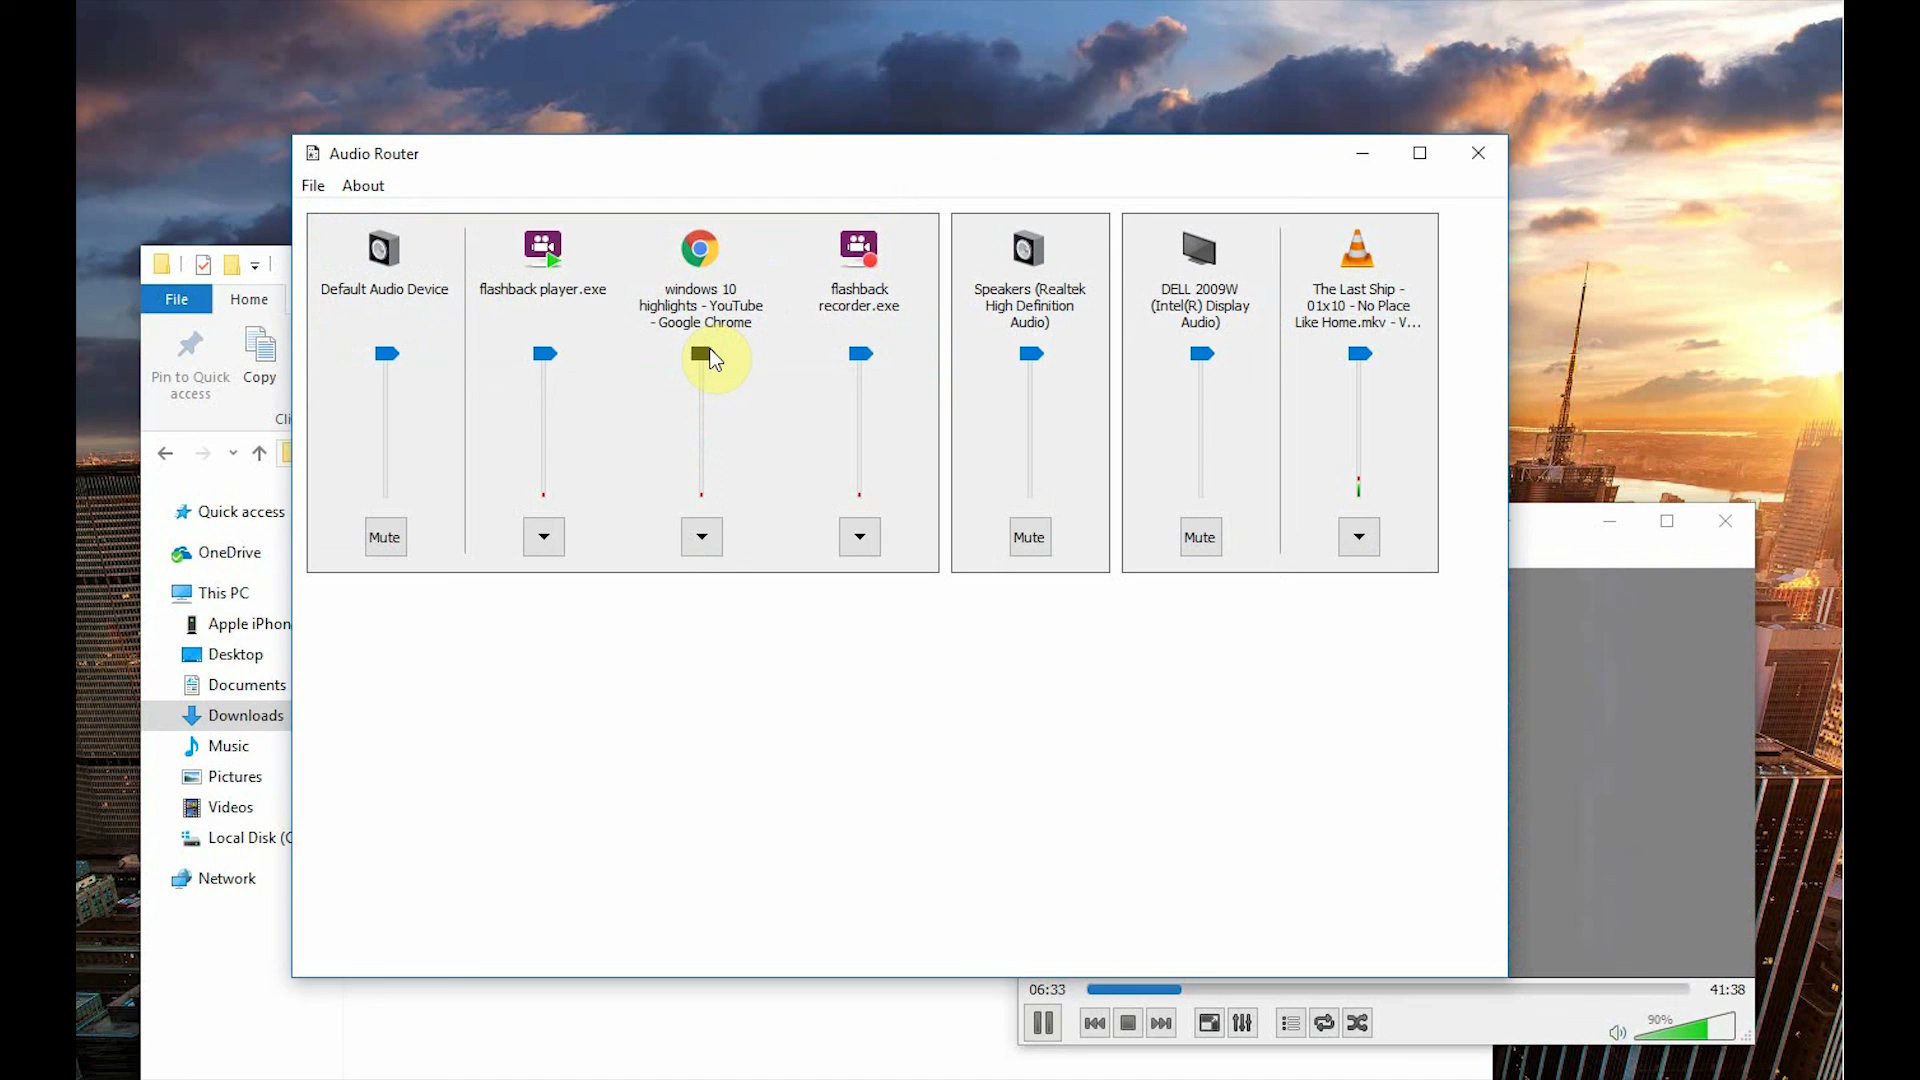 Audio Router
File About
Default Audio Device
flashback player.exe
windows 10
highlights - YouTube
- Google Chrome
flashback
recorder.exe
Speakers (Realtek
High Definition
Audio)
DELL 2009W
(Intel(R) Display
Audio)
The Last Ship -
01x10 - No Place
Like Home.mkv - V...
Mute
Mute
Mute
File Home
Pin to Quick
access
Copy
Cli
Quick access
OneDrive
This PC
Apple iPhon
Desktop
Documents
Downloads
Music
Pictures
Videos
Local Disk (C
Network
06:33
41:38
90%